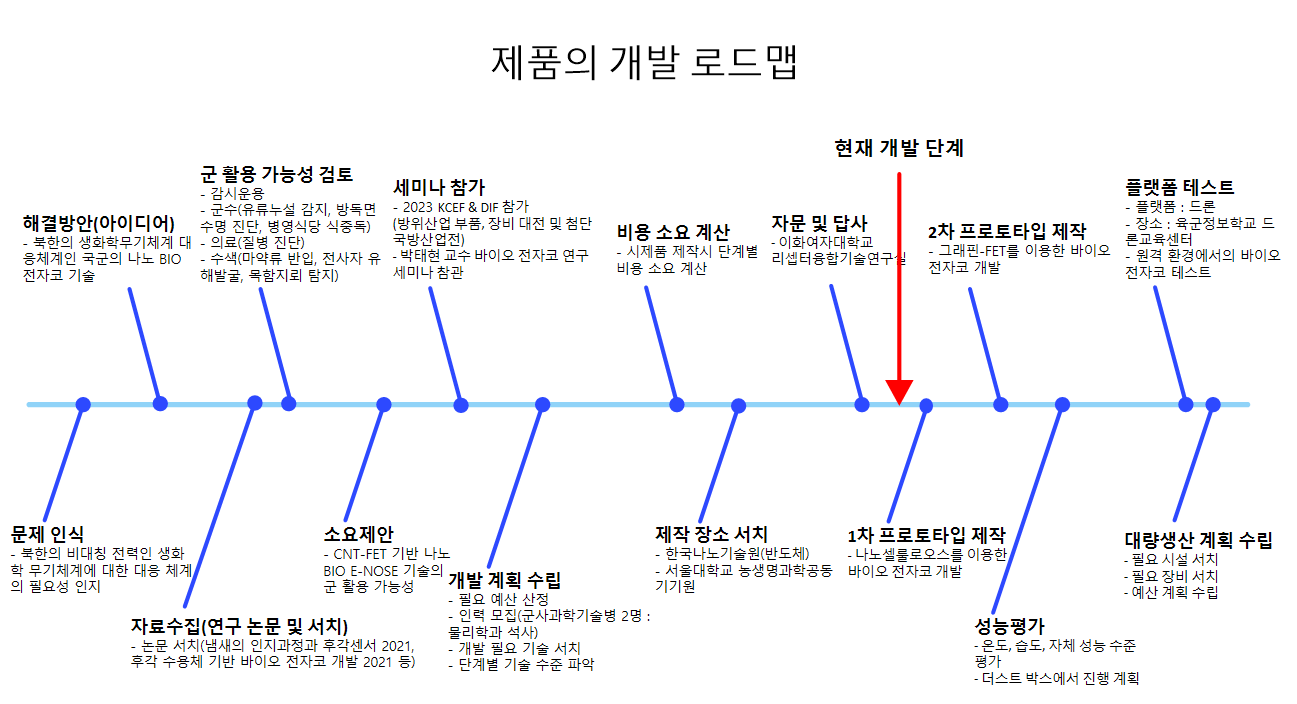 제품의 개발 로드맵
현재 개발 단계
해결방안(아이디어)
- 북한의 생화학무기체계 대
응체계인 국군의 나노 BIO
전자코 기술
군 활용 가능성 검토
- 감시운용
- 군수(유류누설 감지, 방독면
수명 진단, 병영식당 식중독)
- 의료(질병 진단)
- 수색(마약류 반입, 전사자 유
해발굴, 목함지뢰 탐지)
세미나 참가
- 2023 KCEF & DIF 참가
(방위산업 부품, 장비 대전 및 첨단
국방산업전)
- 박태현 교수 바이오 전자코 연구
세미나 참관
비용 소요 계산
- 시제품 제작시 단계별
비용 소요 계산
자문 및 답사
- 이화여자대학교
리셉터융합기술연구실
2차 프로토타입 제작
- 그래핀-FET를 이용한 바이오
전자코 개발
플랫폼 테스트
- 플랫폼 : 드론
- 장소 : 육군정보학교 드
론교육센터
- 원격 환경에서의 바이오
전자코 테스트
문제 인식
- 북한의 비대칭 전력인 생화
학 무기체계에 대한 대응 체계
의 필요성 인지
자료수집(연구 논문 및 서치)
- 논문 서치(냄새의 인지과정과 후각센서 2021,
후각 수용체 기반 바이오 전자코 개발 2021 등)
소요제안
- CNT-FET 기반 나노
BIO E-NOSE 기술의
군 활용 가능성
개발 계획 수립
- 필요 예산 산정
- 인력 모집(군사과학기술병 2명 :
물리학과 석사)
- 개발 필요 기술 서치
- 단계별 기술 수준 파악
제작 장소 서치
- 한국나노기술원(반도체)
- 서울대학교 농생명과학공동
기기원
1차 프로토타입 제작
- 나노셀룰로오스를 이용한
바이오 전자코 개발
성능평가
- 온도, 습도, 자체 성능 수준
평가
- 더스트 박스에서 진행 계획
대량생산 계획 수립
- 필요 시설 서치
- 필요 장비 서치
- 예산 계획 수립